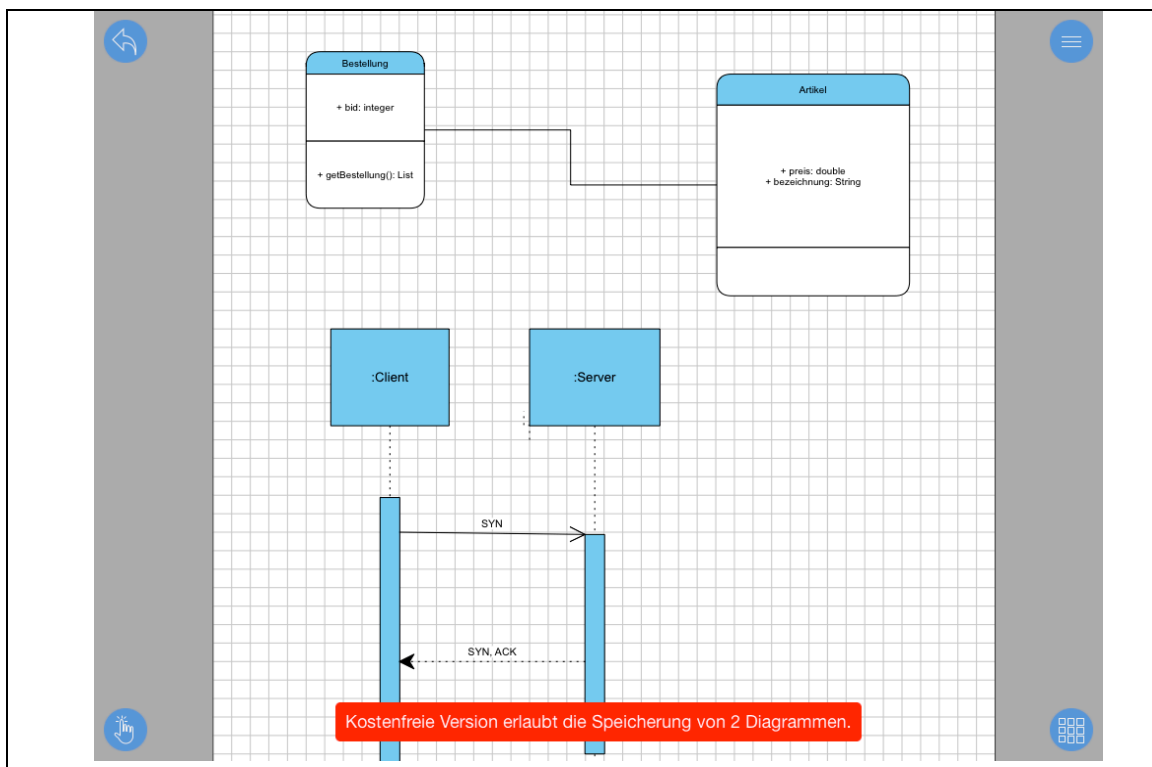 Bestellung
+ bid: integer
+ getBestellung(): List
Artikel
+ preis: double
+ bezeichnung: String
:Client
:Server
SYN
SYN, ACK
Kostenfreie Version erlaubt die Speicherung von 2 Diagrammen.